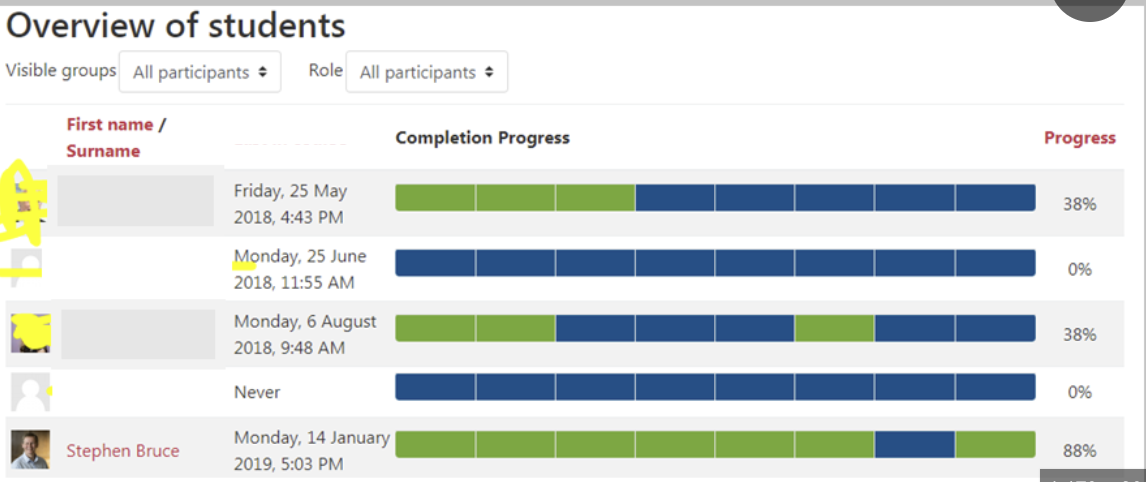 Overview of students
Visible groups All participants Role All participants
First name /
Surname
Completion Progress
Progress
Friday, 25 May
2018, 4:43 PM
38%
Monday, 25 June
2018, 11:55 AM
0%
Monday, 6 August
2018, 9:48 AM
38%
Never
0%
Stephen Bruce
Monday, 14 January
2019, 5:03 PM
88%